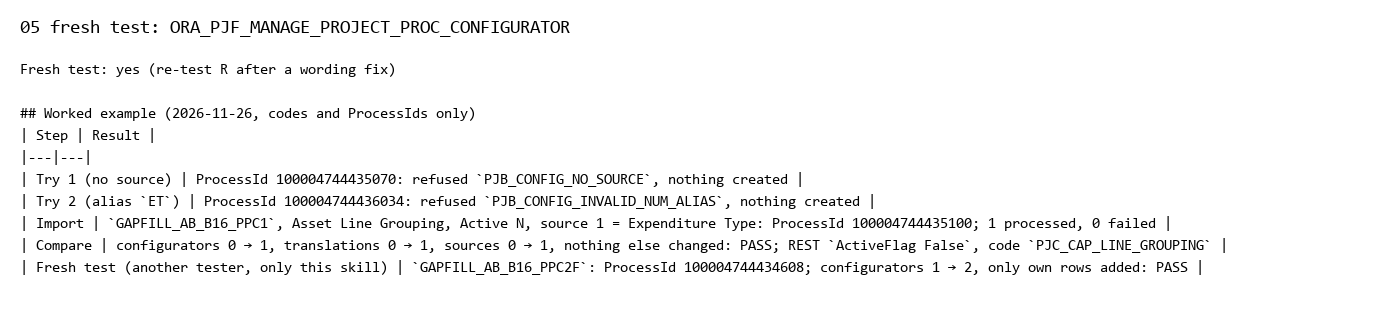 05 fresh test: ORA_PJF_MANAGE_PROJECT_PROC_CONFIGURATOR
Fresh test: yes (re-test R after a wording fix)
## Worked example (2026-11-26, codes and ProcessIds only)
| Step | Result |
|---|---|
| Try 1 (no source) | ProcessId 100004744435070: refused `PJB_CONFIG_NO_SOURCE`, nothing created |
| Try 2 (alias `ET`) | ProcessId 100004744436034: refused `PJB_CONFIG_INVALID_NUM_ALIAS`, nothing created |
| Import | `GAPFILL_AB_B16_PPC1`, Asset Line Grouping, Active N, source 1 = Expenditure Type: ProcessId 100004744435100; 1 processed, 0 failed |
| Compare | configurators 0 → 1, translations 0 → 1, sources 0 → 1, nothing else changed: PASS; REST `ActiveFlag False`, code `PJC_CAP_LINE_GROUPING` |
| Fresh test (another tester, only this skill) | `GAPFILL_AB_B16_PPC2F`: ProcessId 100004744434608; configurators 1 → 2, only own rows added: PASS |